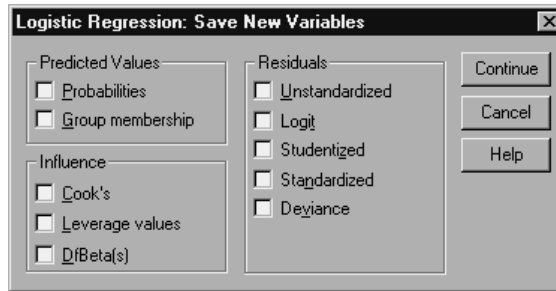 Logistic Regression: Save New Variables
Predicted Values
Probabilities
Group membership
Influence
Cook's
Leverage values
DfBeta(s)
Residuals
Unstandardized
Logit
Studentized
Standardized
Deviance
Continue
Cancel
Help